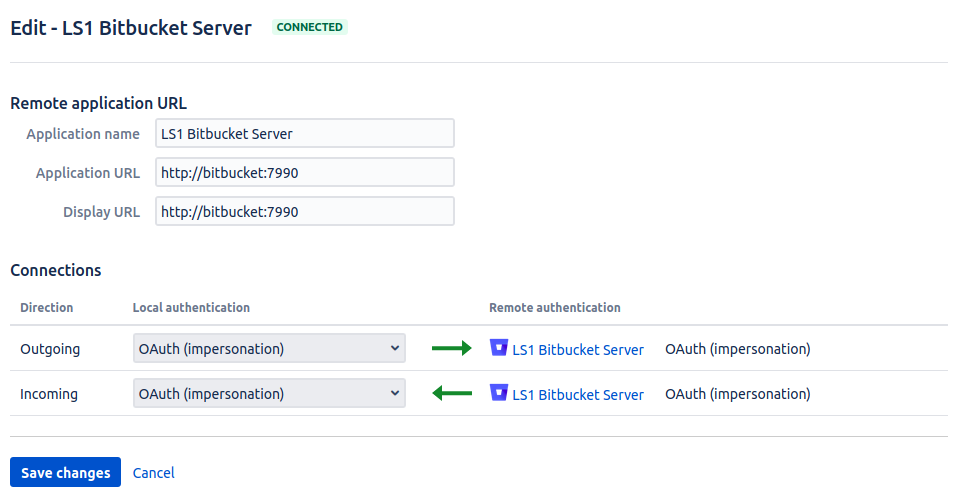 Edit - LS1 Bitbucket Server CONNECTED
Remote application URL
Application name LS1 Bitbucket Server
Application URL http://bitbucket:7990
Display URL http://bitbucket:7990
Connections
Direction Local authentication Remote authentication
Outgoing OAuth (impersonation) LS1 Bitbucket Server OAuth (impersonation)
Incoming OAuth (impersonation) LS1 Bitbucket Server OAuth (impersonation)
Save changes Cancel